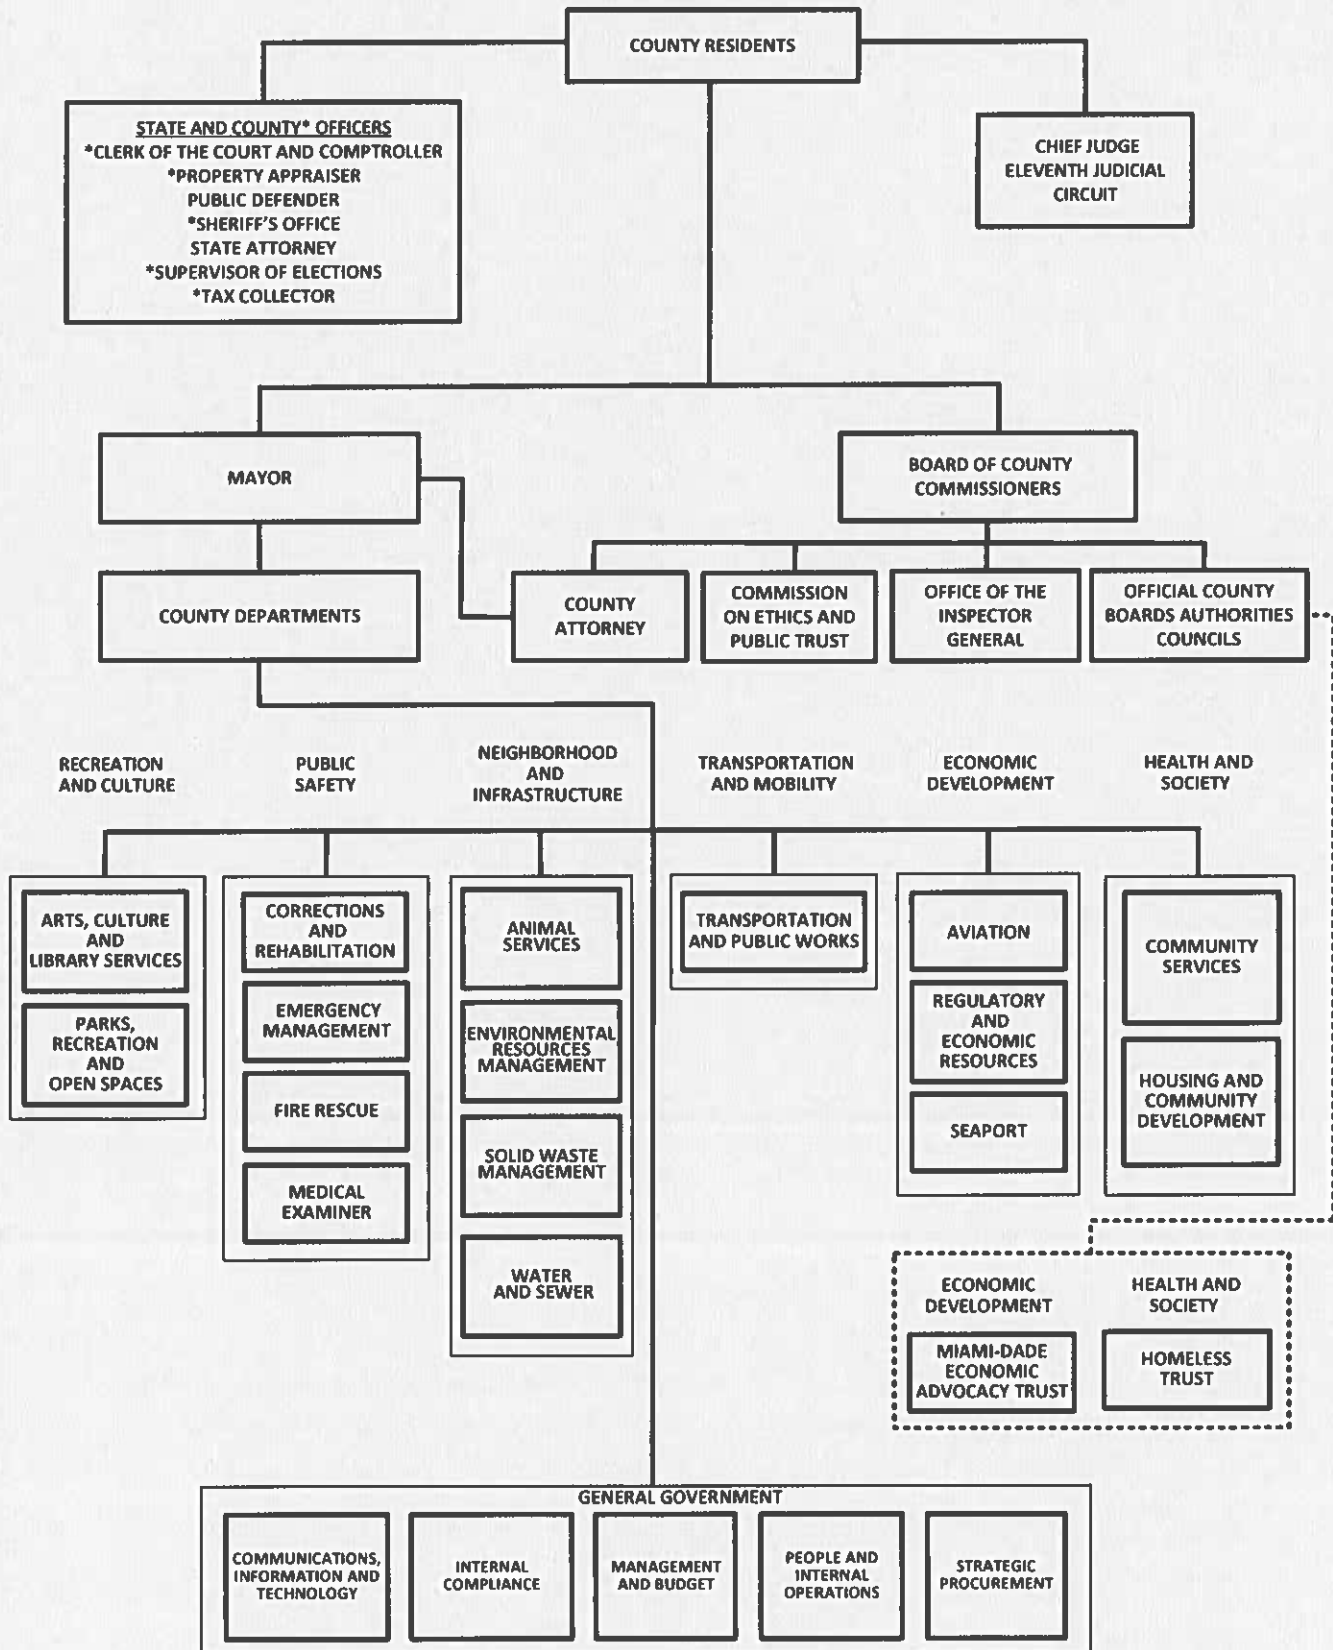 COUNTY RESIDENTS
STATE AND COUNTY* OFFICERS
*CLERK OF THE COURT AND COMPTROLLER
*PROPERTY APPRAISER
PUBLIC DEFENDER
*SHERIFF'S OFFICE
STATE ATTORNEY
*SUPERVISOR OF ELECTIONS
*TAX COLLECTOR
CHIEF JUDGE
ELEVENTH JUDICIAL
CIRCUIT
MAYOR
BOARD OF COUNTY
COMMISSIONERS
COUNTY DEPARTMENTS
COUNTY
ATTORNEY
COMMISSION
ON ETHICS AND
PUBLIC TRUST
OFFICE OF THE
INSPECTOR
GENERAL
OFFICIAL COUNTY
BOARDS AUTHORITIES
COUNCILS
RECREATION
AND CULTURE
PUBLIC
SAFETY
NEIGHBORHOOD
AND
INFRASTRUCTURE
TRANSPORTATION
AND MOBILITY
ECONOMIC
DEVELOPMENT
HEALTH AND
SOCIETY
ARTS, CULTURE
AND
LIBRARY SERVICES
PARKS,
RECREATION
AND
OPEN SPACES
CORRECTIONS
AND
REHABILITATION
EMERGENCY
MANAGEMENT
FIRE RESCUE
MEDICAL
EXAMINER
ANIMAL
SERVICES
ENVIRONMENTAL
RESOURCES
MANAGEMENT
SOLID WASTE
MANAGEMENT
WATER
AND SEWER
TRANSPORTATION
AND PUBLIC WORKS
AVIATION
REGULATORY
AND
ECONOMIC
RESOURCES
SEAPORT
COMMUNITY
SERVICES
HOUSING AND
COMMUNITY
DEVELOPMENT
ECONOMIC
DEVELOPMENT
MIAMI-DADE
ECONOMIC
ADVOCACY TRUST
HEALTH AND
SOCIETY
HOMELESS
TRUST
GENERAL GOVERNMENT
COMMUNICATIONS,
INFORMATION AND
TECHNOLOGY
INTERNAL
COMPLIANCE
MANAGEMENT
AND BUDGET
PEOPLE AND
INTERNAL
OPERATIONS
STRATEGIC
PROCUREMENT